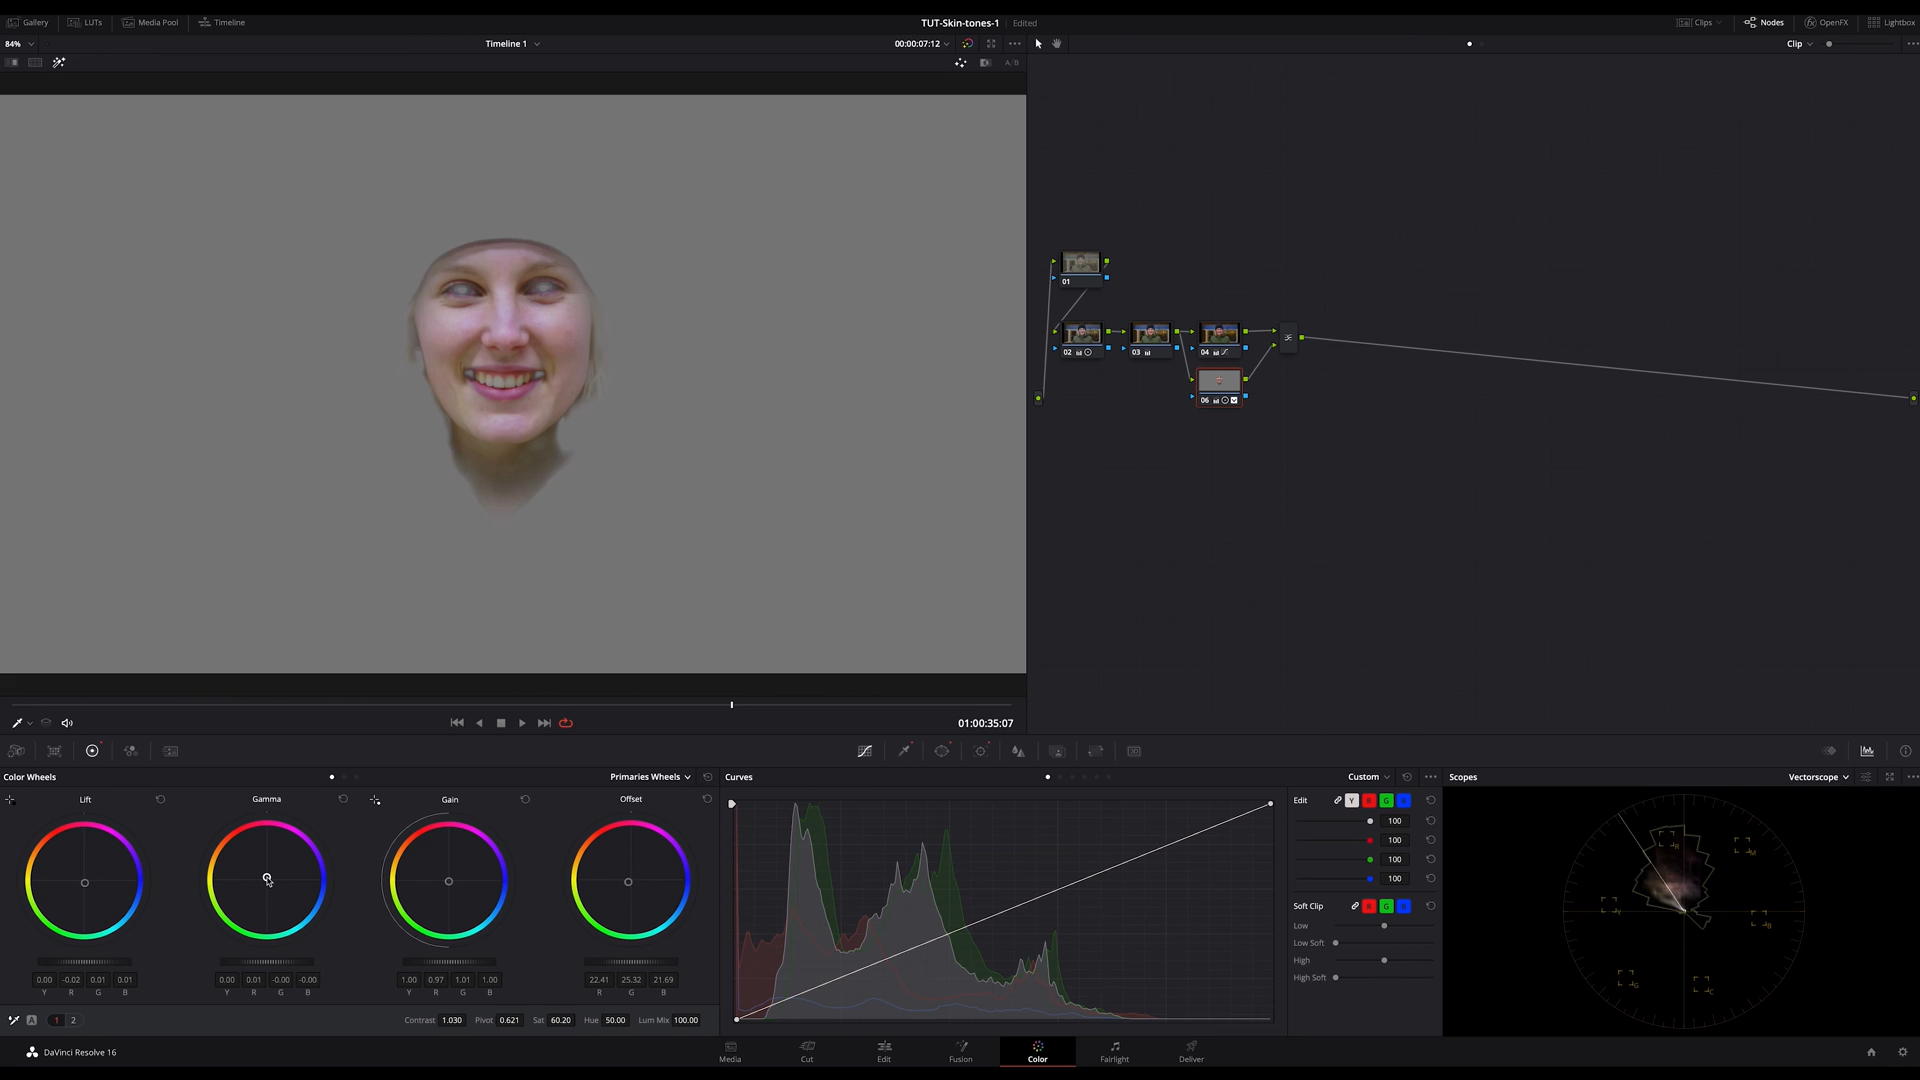 Gallery LUTs Media Pool Timeline TUT-Skin-tones-1 Edited Clips Nodes OpenFX Lightbox
84% Timeline 1 00:00:07:12 Clip
A/B
01
02 03 04
06
01:00:35:07
Color Wheels Primaries Wheels Curves Custom Scopes Vectorscope
Lift Gamma Gain Offset Edit Y R G B
100
100
100
100
Soft Clip R G B
Low
Low Soft
High
High Soft
R M B C G Y
0.00 -0.02 0.01 0.01 0.00 0.01 -0.00 -0.00 1.00 0.97 1.01 1.00 22.41 25.32 21.69
Y R G B Y R G B Y R G B R G B
A 1 2 Contrast 1.030 Pivot 0.621 Sat 60.20 Hue 50.00 Lum Mix 100.00
DaVinci Resolve 16 Media Cut Edit Fusion Color Fairlight Deliver